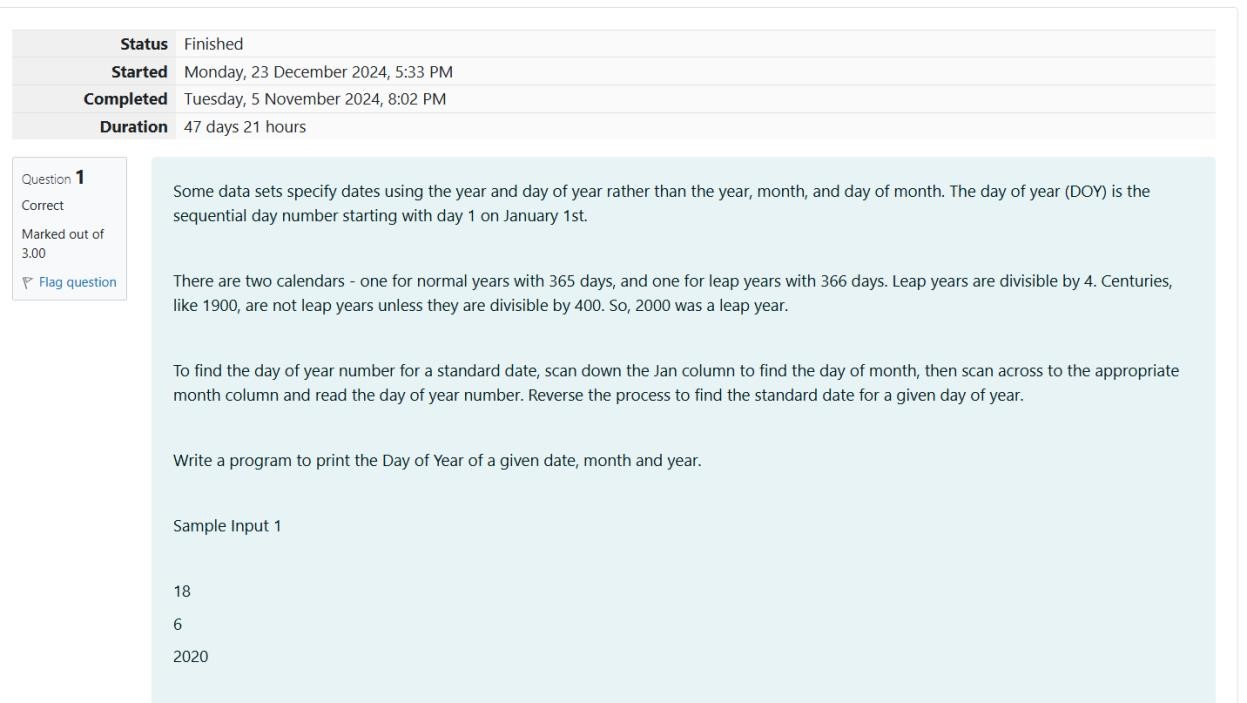 Status Finished
Started Monday, 23 December 2024, 5:33 PM
Completed Tuesday, 5 November 2024, 8:02 PM
Duration 47 days 21 hours
Question 1
Correct
Marked out of
3.00
Flag question
Some data sets specify dates using the year and day of year rather than the year, month, and day of month. The day of year (DOY) is the
sequential day number starting with day 1 on January 1st.
There are two calendars - one for normal years with 365 days, and one for leap years with 366 days. Leap years are divisible by 4. Centuries,
like 1900, are not leap years unless they are divisible by 400. So, 2000 was a leap year.
To find the day of year number for a standard date, scan down the Jan column to find the day of month, then scan across to the appropriate
month column and read the day of year number. Reverse the process to find the standard date for a given day of year.
Write a program to print the Day of Year of a given date, month and year.
Sample Input 1
18
6
2020